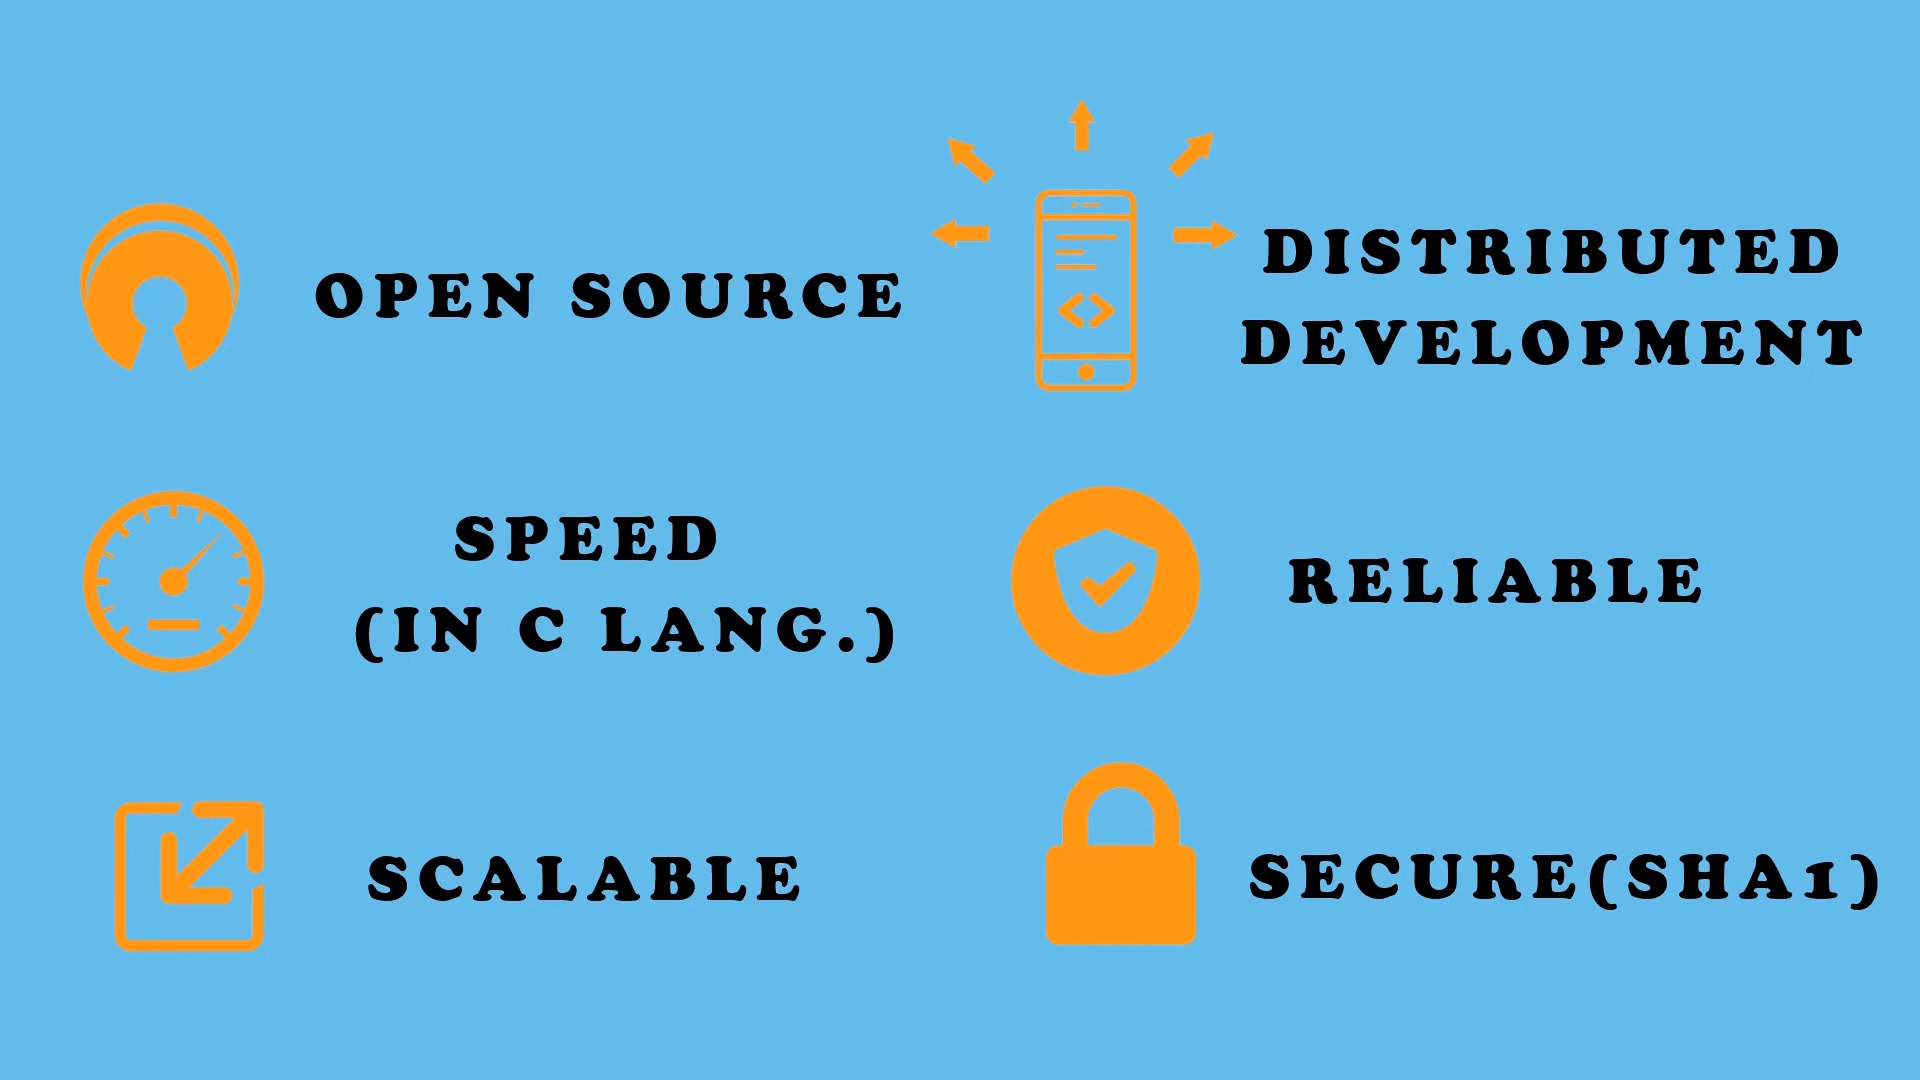 OPEN SOURCE
DISTRIBUTED
DEVELOPMENT
SPEED
(IN C LANG.)
RELIABLE
SCALABLE
SECURE(SHA1)